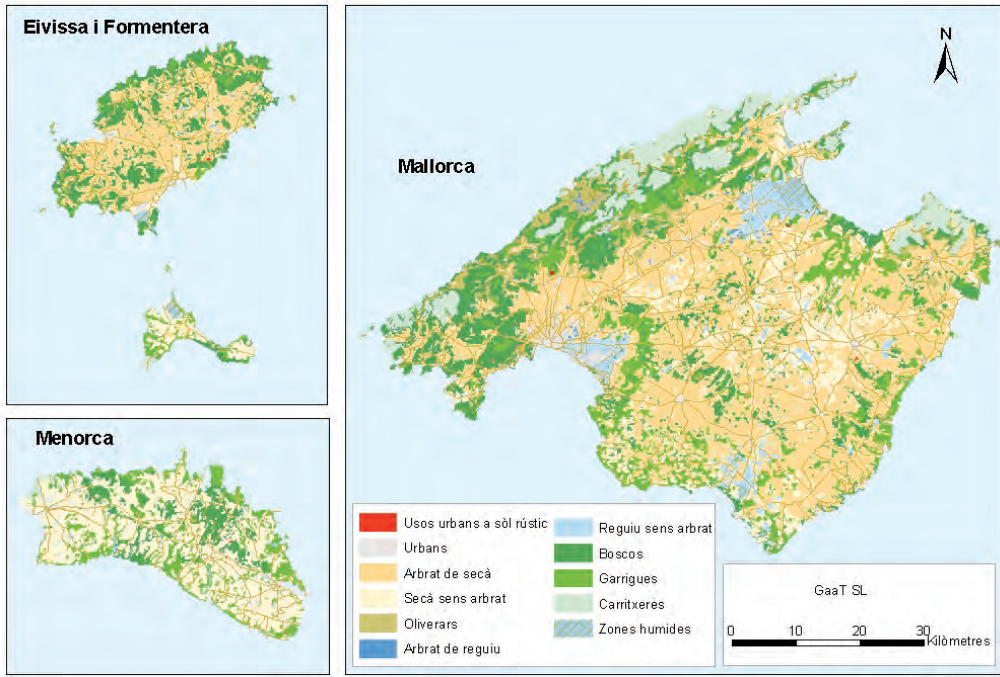 Eivissa i Formentera
N
Mallorca
Menorca
Usos urbans a sòl rústic
Urbans
Arbrat de secà
Secà sens arbrat
Oliverars
Arbrat de reguiu
Reguiu sens arbrat
Boscos
Garrigues
Carritxeres
Zones humides
GaaT SL
0 10 20 30
Kilòmetres